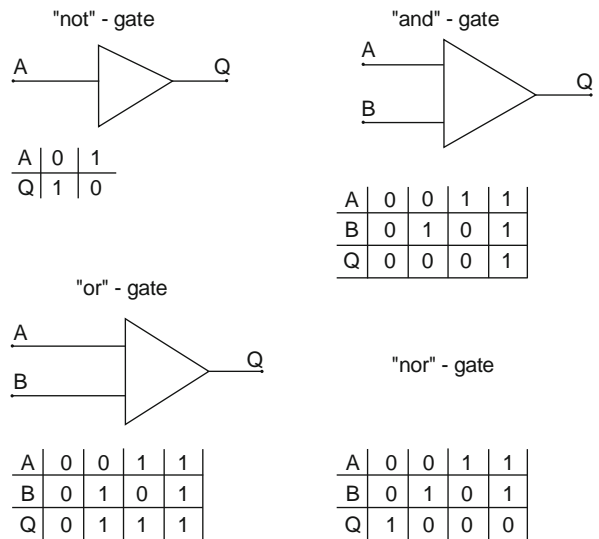 "not" - gate
A Q
A 0 1
Q 1 0
"and" - gate
A
B
Q
A 0 0 1 1
B 0 1 0 1
Q 0 0 0 1
"or" - gate
A
B
Q
A 0 0 1 1
B 0 1 0 1
Q 0 1 1 1
"nor" - gate
A 0 0 1 1
B 0 1 0 1
Q 1 0 0 0